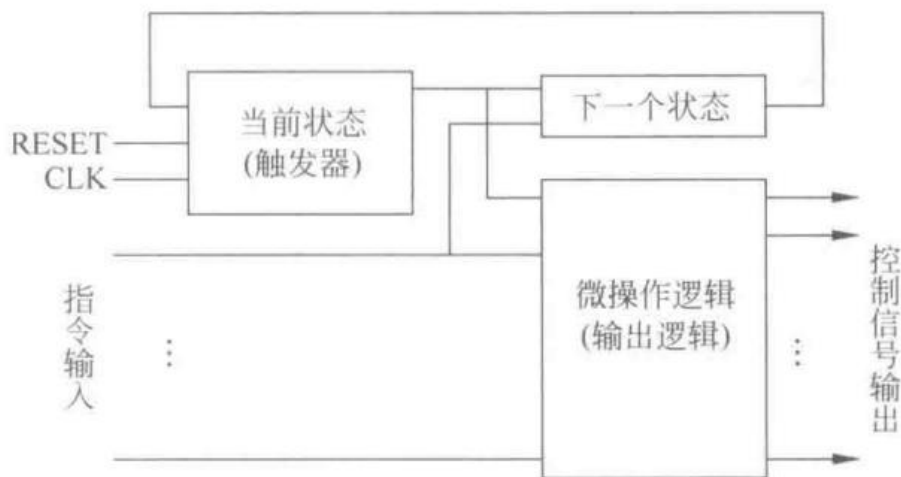 当前状态
(触发器)
下一个状态
RESET
CLK
微操作逻辑
(输出逻辑)
指令输入
控制信号输出